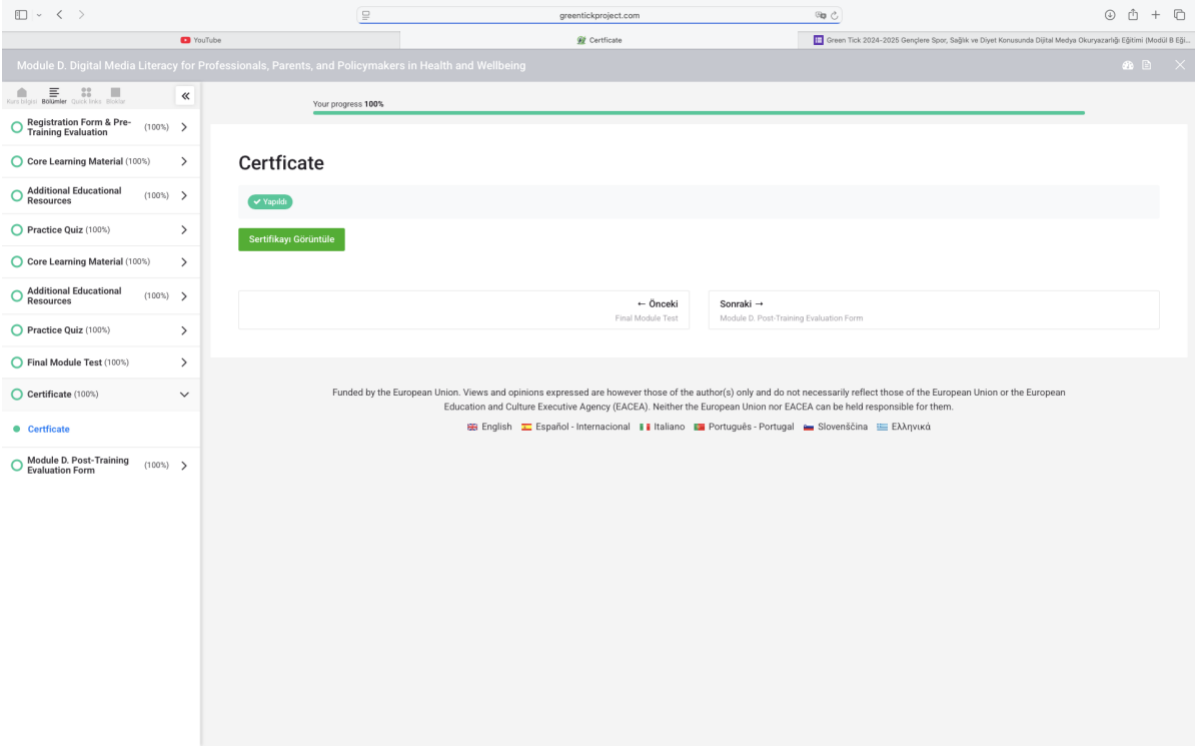 greentickproject.com
YouTube
Certficate
Green Tick 2024-2025 Gençlere Spor, Sağlık ve Diyet Konusunda Dijital Medya Okuryazarlığı Eğitimi (Modül B Eği...
Module D. Digital Media Literacy for Professionals, Parents, and Policymakers in Health and Wellbeing
Kurs bilgisi Bölümler Quick links Bloklar
Registration Form & Pre-
Training Evaluation (100%)
Core Learning Material (100%)
Additional Educational
Resources (100%)
Practice Quiz (100%)
Core Learning Material (100%)
Additional Educational
Resources (100%)
Practice Quiz (100%)
Final Module Test (100%)
Certificate (100%)
Certficate
Module D. Post-Training
Evaluation Form (100%)
Your progress 100%
Certficate
Yapıldı
Sertifikayı Görüntüle
← Önceki
Final Module Test
Sonraki →
Module D. Post-Training Evaluation Form
Funded by the European Union. Views and opinions expressed are however those of the author(s) only and do not necessarily reflect those of the European Union or the European
Education and Culture Executive Agency (EACEA). Neither the European Union nor EACEA can be held responsible for them.
English Español - Internacional Italiano Português - Portugal Slovenščina Ελληνικά